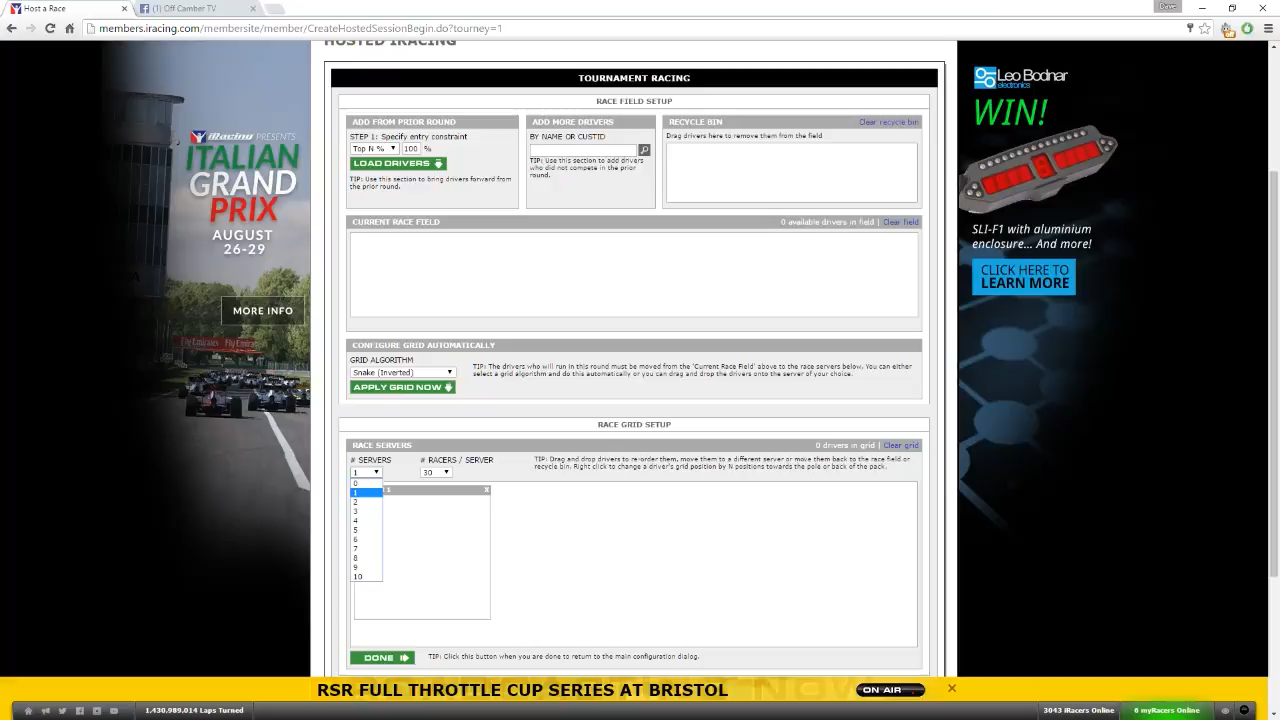 Host a Race
(1) Off Camber TV
Dave
members.iracing.com/membersite/member/CreateHostedSessionBegin.do?tourney=1
HOSTED IRACING
TOURNAMENT RACING
RACE FIELD SETUP
ADD FROM PRIOR ROUND
STEP 1: Specify entry constraint
Top N %
100 %
LOAD DRIVERS
TIP: Use this section to bring drivers forward from
the prior round.
ADD MORE DRIVERS
BY NAME OR CUSTID
TIP: Use this section to add drivers
who did not compete in the prior
round.
RECYCLE BIN
Clear recycle bin
Drag drivers here to remove them from the field
CURRENT RACE FIELD
0 available drivers in field | Clear field
CONFIGURE GRID AUTOMATICALLY
GRID ALGORITHM
Snake (Inverted)
APPLY GRID NOW
TIP: The drivers who will run in this round must be moved from the 'Current Race Field' above to the race servers below. You can either
select a grid algorithm and do this automatically or you can drag and drop the drivers onto the server of your choice.
RACE GRID SETUP
RACE SERVERS
0 drivers in grid | Clear grid
# SERVERS
# RACERS / SERVER
1
30
TIP: Drag and drop drivers to re-order them, move them to a different server or move them back to the race field or
recycle bin. Right click to change a driver's grid position by N positions towards the pole or back of the pack.
0
1
2
3
4
5
6
7
8
9
10
1
x
DONE
TIP: Click this button when you are done to return to the main configuration dialog.
iRacing PRESENTS
ITALIAN
GRAND
PRIX
AUGUST
26-29
MORE INFO
Fly Emirates Fly Em
Leo Bodnar
electronics
WIN!
SLI-F1 with aluminium
enclosure... And more!
CLICK HERE TO
LEARN MORE
RSR FULL THROTTLE CUP SERIES AT BRISTOL
ON AIR
1,430,989,014 Laps Turned
3043 iRacers Online
6 myRacers Online